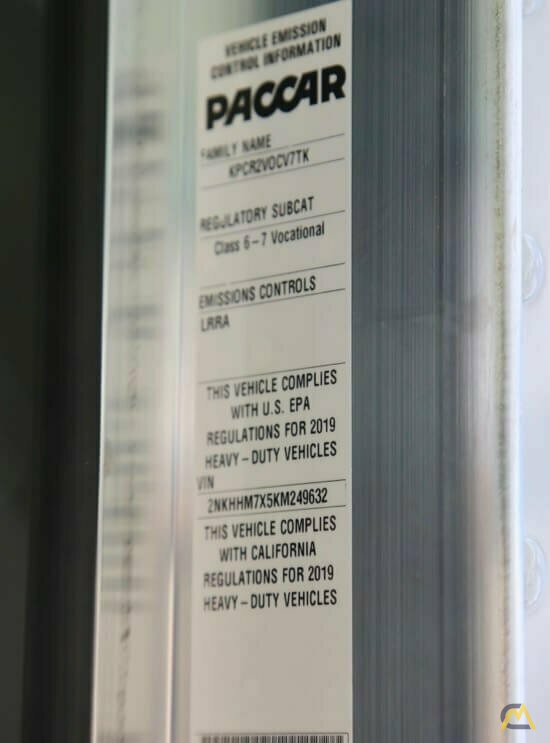 VEHICLE EMISSION
CONTROL INFORMATION
PACCAR
FAMILY NAME
KPCR2VOCV7TK
REGULATORY SUBCAT
Class 6-7 Vocational
EMISSIONS CONTROLS
LRRA
THIS VEHICLE COMPLIES
WITH U.S. EPA
REGULATIONS FOR 2019
HEAVY-DUTY VEHICLES
VIN
2NKHHM7X5KM249632
THIS VEHICLE COMPLIES
WITH CALIFORNIA
REGULATIONS FOR 2019
HEAVY-DUTY VEHICLES